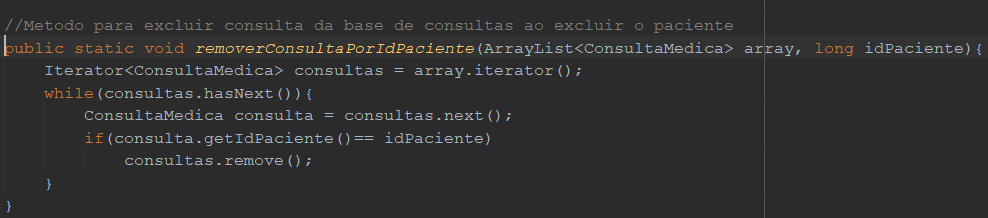 //Metodo para excluir consulta da base de consultas ao excluir o paciente
public static void removerConsultaPorIdPaciente(ArrayList<ConsultaMedica> array, long idPaciente){
    Iterator<ConsultaMedica> consultas = array.iterator();
    while(consultas.hasNext()){
        ConsultaMedica consulta = consultas.next();
        if(consulta.getIdPaciente()== idPaciente)
            consultas.remove();
    }
}